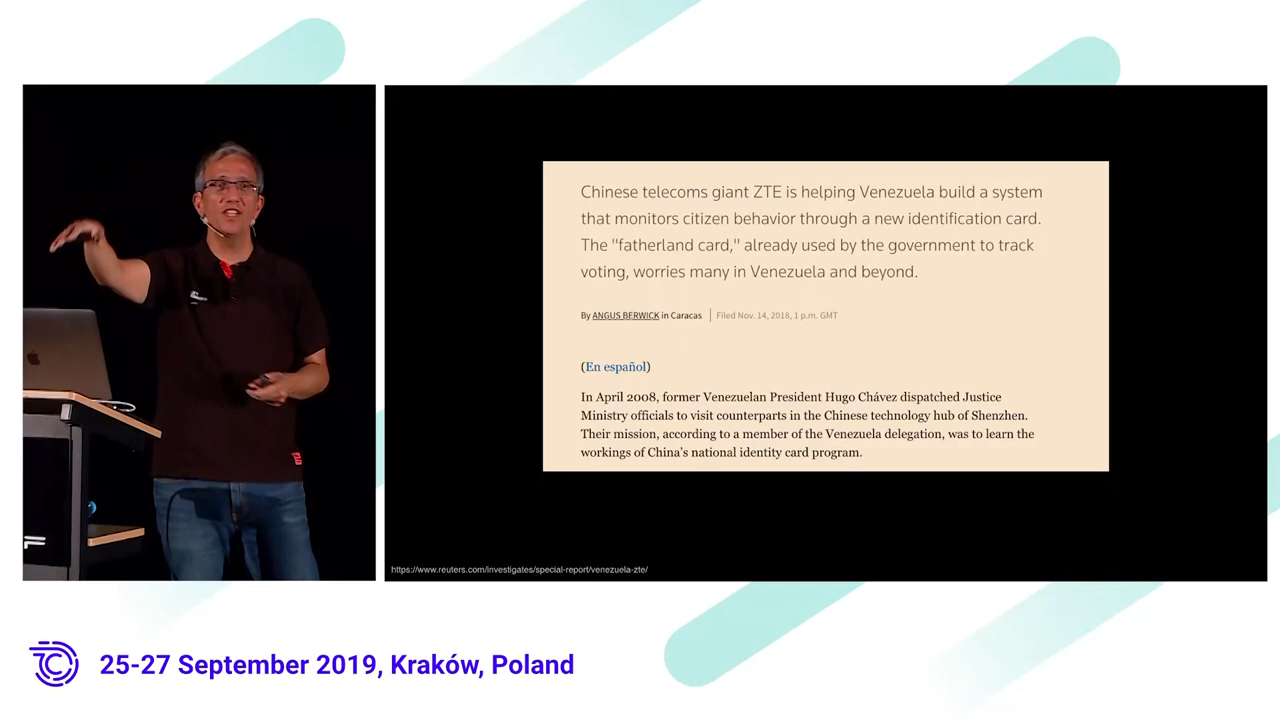 Chinese telecoms giant ZTE is helping Venezuela build a system
that monitors citizen behavior through a new identification card.
The "fatherland card," already used by the government to track
voting, worries many in Venezuela and beyond.
By ANGUS BERWICK in Caracas | Filed Nov. 14, 2018, 1 p.m. GMT
(En español)
In April 2008, former Venezuelan President Hugo Chávez dispatched Justice
Ministry officials to visit counterparts in the Chinese technology hub of Shenzhen.
Their mission, according to a member of the Venezuela delegation, was to learn the
workings of China's national identity card program.
https://www.reuters.com/investigates/special-report/venezuela-zte/
25-27 September 2019, Kraków, Poland